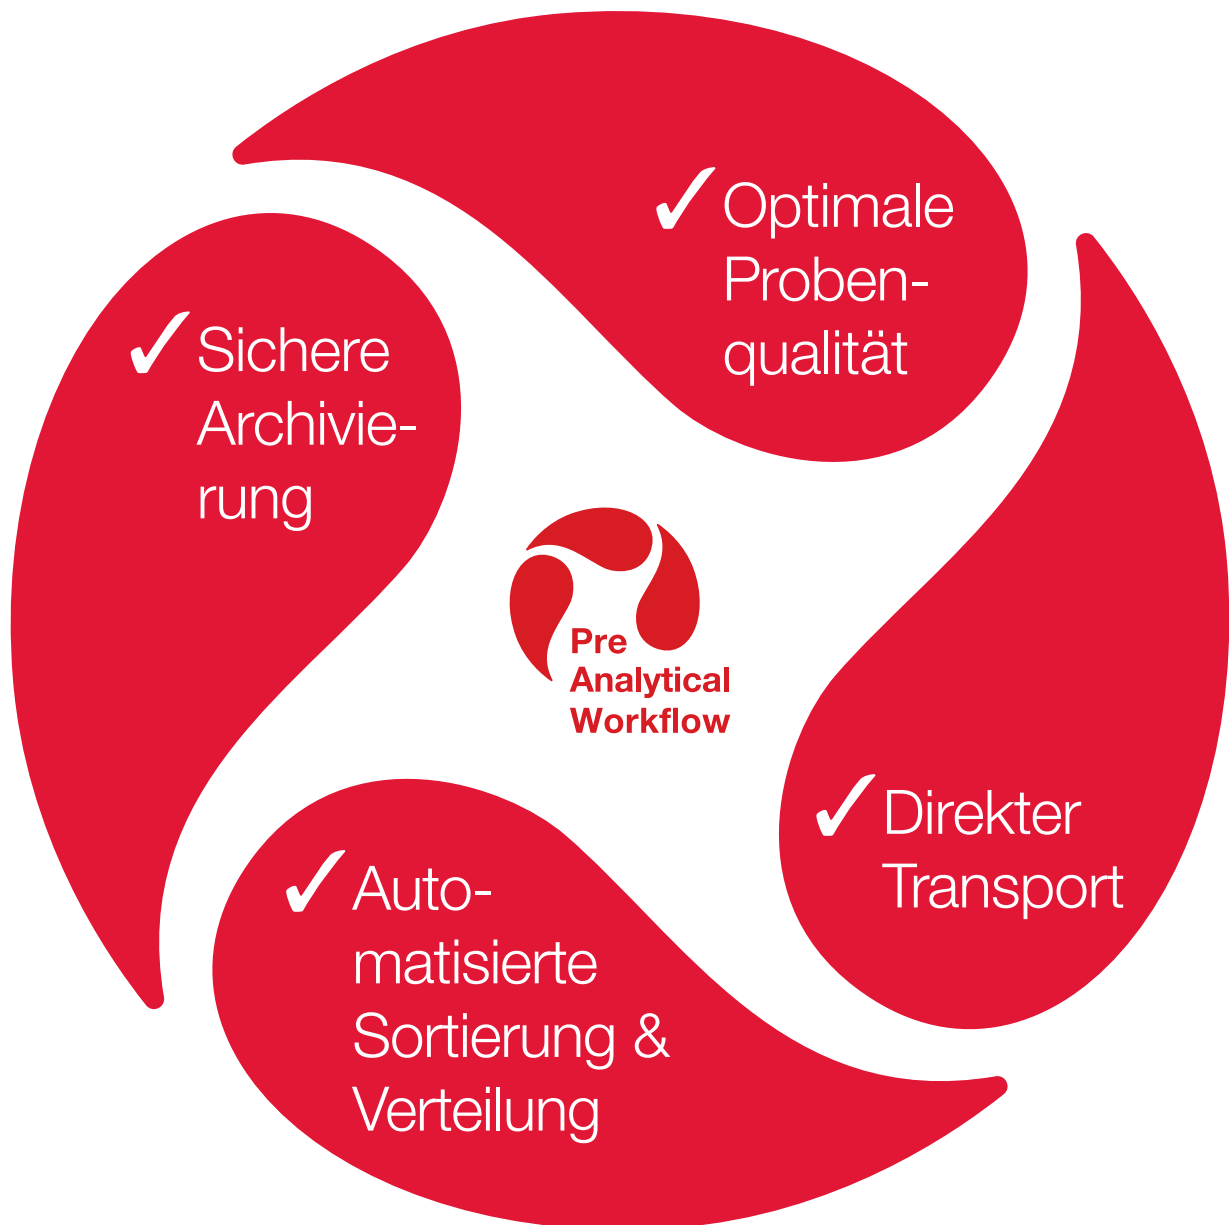 ✓ Optimale
Proben-
qualität
✓ Sichere
Archivie-
rung
Pre
Analytical
Workflow
✓ Direkter
Transport
✓ Auto-
matisierte
Sortierung &
Verteilung